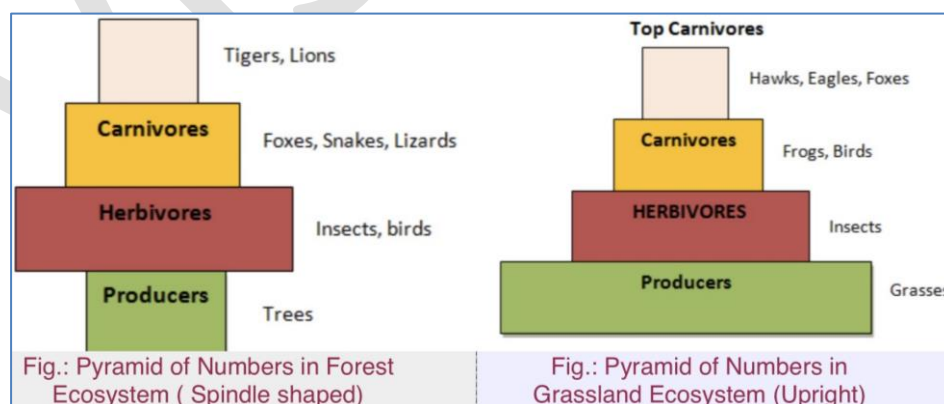 Tigers, Lions
Carnivores
Foxes, Snakes, Lizards
Herbivores
Insects, birds
Producers
Trees
Fig.: Pyramid of Numbers in Forest
Ecosystem ( Spindle shaped)
Top Carnivores
Hawks, Eagles, Foxes
Carnivores
Frogs, Birds
HERBIVORES
Insects
Producers
Grasses
Fig.: Pyramid of Numbers in
Grassland Ecosystem (Upright)